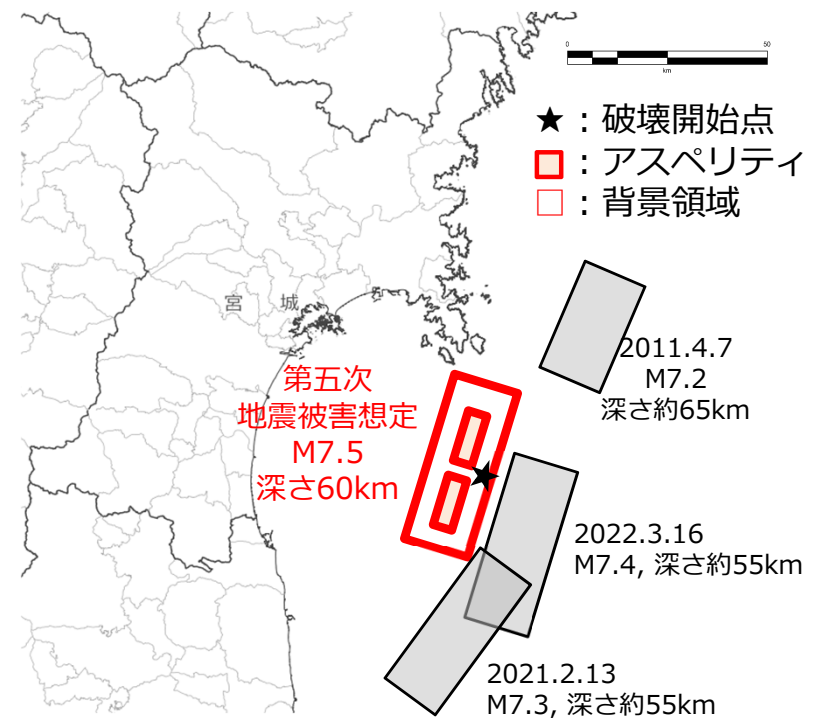 0 50
km
★：破壊開始点
：アスペリティ
：背景領域
宮 城
2011.4.7
M7.2
深さ約65km
第五次
地震被害想定
M7.5
深さ60km
2022.3.16
M7.4, 深さ約55km
2021.2.13
M7.3, 深さ約55km